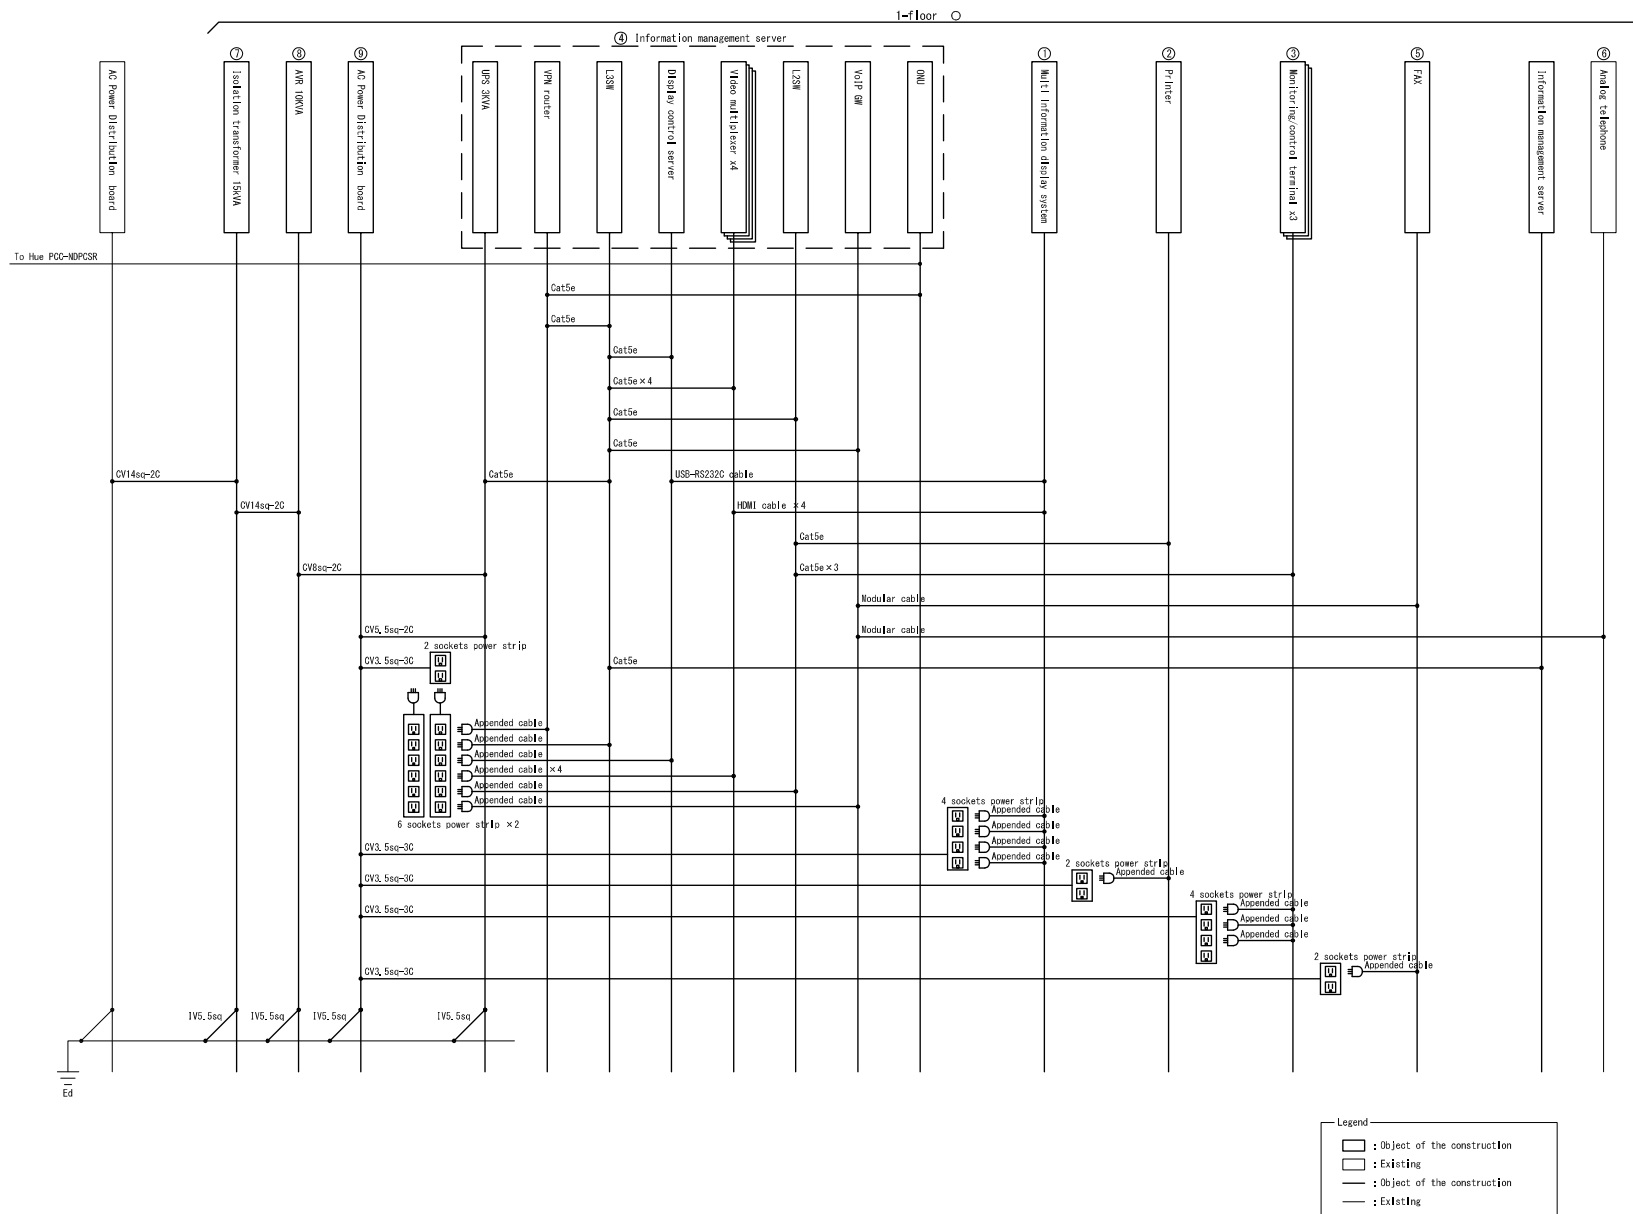 1-floor ○
④ Information management server
⑦
⑧
⑨
①
②
③
⑤
⑥
AC Power Distribution board
Isolation transformer 15kVA
AVR 10KVA
AC Power Distribution board
UPS 3KVA
VPN router
L3SW
Display control server
Video multiplexer x4
L2SW
VoIP GW
ONU
Multi Information display system
Printer
Monitoring/control terminal x3
FAX
Information management server
Analog telephone
To Hue PCC-NDPCSR
Cat5e
Cat5e
Cat5e
Cat5e×4
Cat5e
Cat5e
CV14sq-2C
Cat5e
USB-RS232C cable
CV14sq-2C
HDMI cable ×4
Cat5e
CV8sq-2C
Cat5e×3
Modular cable
CV5.5sq-2C
Modular cable
2 sockets power strip
CV3.5sq-3C
Cat5e
Appended cable
Appended cable
Appended cable
Appended cable ×4
Appended cable
Appended cable
6 sockets power strip ×2
4 sockets power strip
Appended cable
Appended cable
Appended cable
Appended cable
CV3.5sq-3C
2 sockets power strip
Appended cable
CV3.5sq-3C
4 sockets power strip
Appended cable
Appended cable
Appended cable
CV3.5sq-3C
2 sockets power strip
Appended cable
CV3.5sq-3C
IV5.5sq
IV5.5sq
IV5.5sq
IV5.5sq
Ed
Legend
: Object of the construction
: Existing
: Object of the construction
: Existing